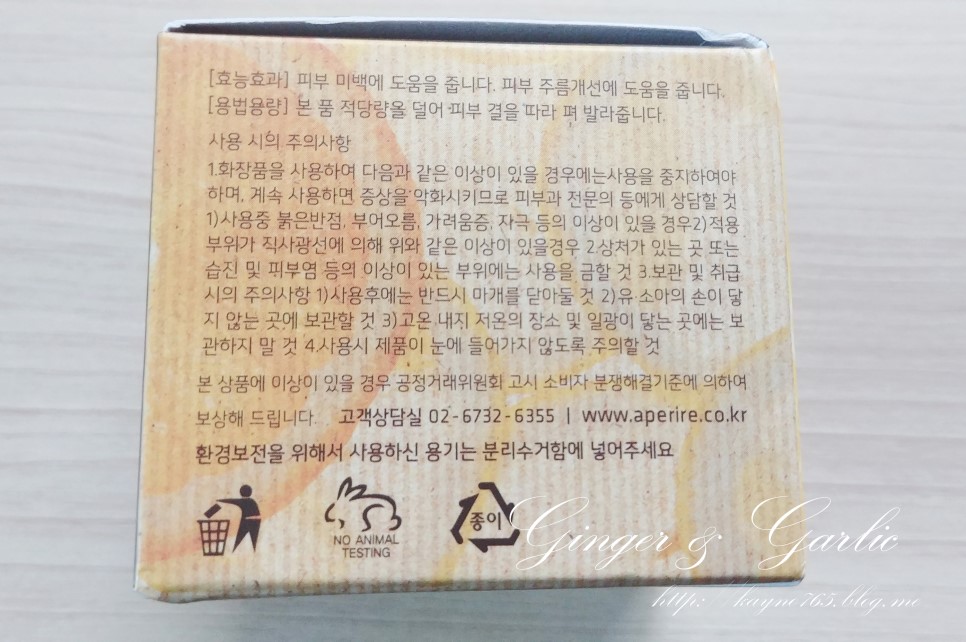 [효능효과] 피부 미백에 도움을 줍니다. 피부 주름개선에 도움을 줍니다.
[용법용량] 본 품 적당량을 덜어 피부 결을 따라 펴 발라줍니다.
사용 시의 주의사항
1.화장품을 사용하여 다음과 같은 이상이 있을 경우에는사용을 중지하여야
하며, 계속 사용하면 증상을 악화시키므로 피부과 전문의 등에게 상담할 것
1)사용중 붉은반점, 부어오름, 가려움증, 자극 등의 이상이 있을 경우2)적용
부위가 직사광선에 의해 위와 같은 이상이 있을경우 2.상처가 있는 곳 또는
습진 및 피부염 등의 이상이 있는 부위에는 사용을 금할 것 3.보관 및 취급
시의 주의사항 1)사용후에는 반드시 마개를 닫아둘 것 2)유·소아의 손이 닿
지 않는 곳에 보관할 것 3)고온 내지 저온의 장소 및 일광이 닿는 곳에는 보
관하지 말 것 4.사용시 제품이 눈에 들어가지 않도록 주의할 것
본 상품에 이상이 있을 경우 공정거래위원회 고시 소비자 분쟁해결기준에 의하여
보상해 드립니다. 고객상담실 02-6732-6355 | www.aperire.co.kr
환경보전을 위해서 사용하신 용기는 분리수거함에 넣어주세요
NO ANIMAL
TESTING
종이
Ginger & Garlic
http://kayne765.blog.me